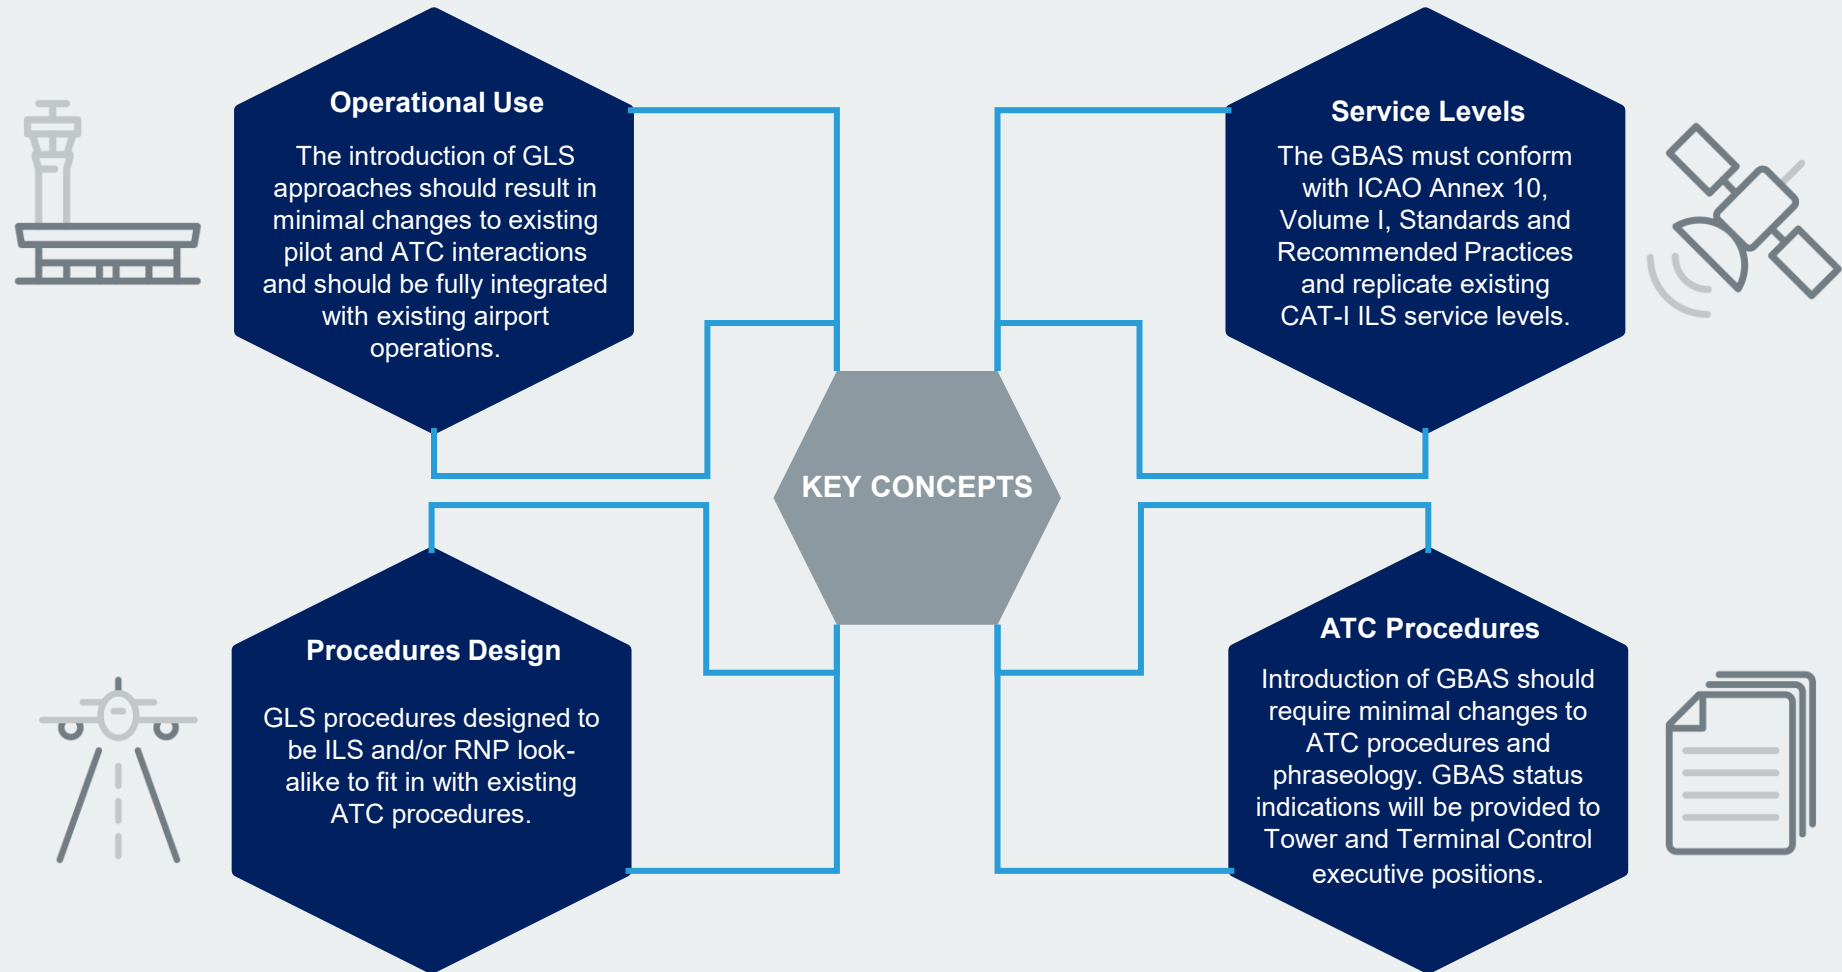 Operational Use
The introduction of GLS
approaches should result in
minimal changes to existing
pilot and ATC interactions
and should be fully integrated
with existing airport
operations.
Service Levels
The GBAS must conform
with ICAO Annex 10,
Volume I, Standards and
Recommended Practices
and replicate existing
CAT-I ILS service levels.
KEY CONCEPTS
Procedures Design
GLS procedures designed to
be ILS and/or RNP look-
alike to fit in with existing
ATC procedures.
ATC Procedures
Introduction of GBAS should
require minimal changes to
ATC procedures and
phraseology. GBAS status
indications will be provided to
Tower and Terminal Control
executive positions.